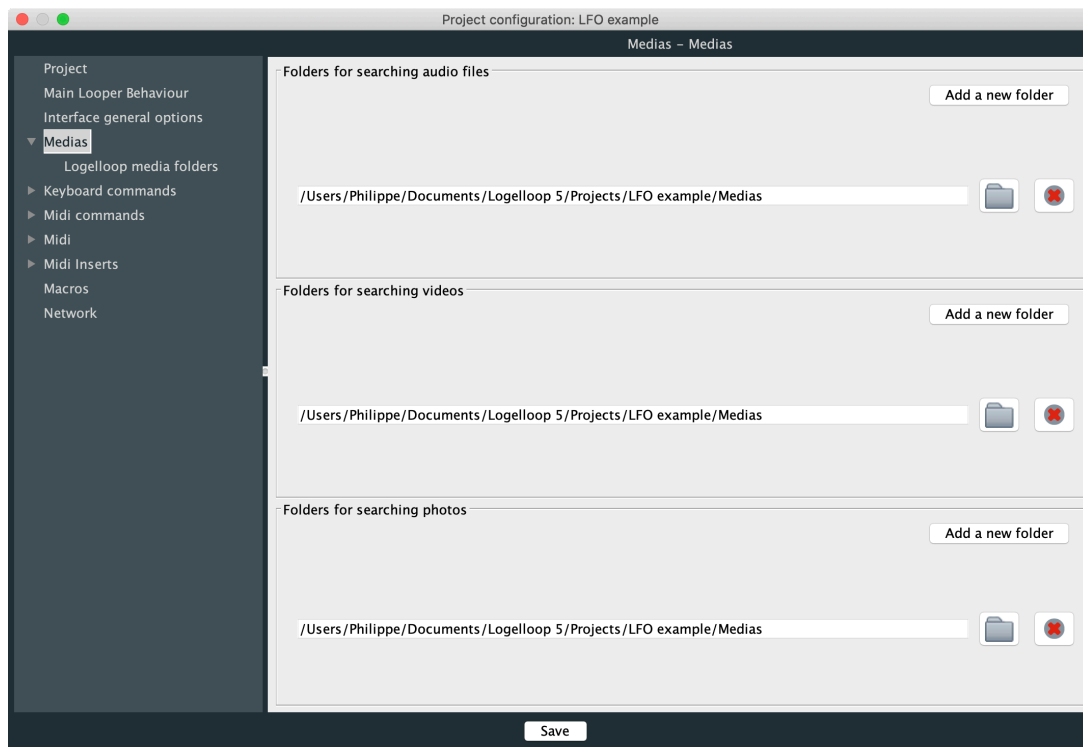 Project configuration: LFO example
Medias – Medias
Project
Main Looper Behaviour
Interface general options
Medias
Logelloop media folders
Keyboard commands
Midi commands
Midi
Midi Inserts
Macros
Network
Folders for searching audio files
Add a new folder
/Users/Philippe/Documents/Logelloop 5/Projects/LFO example/Medias
Folders for searching videos
Add a new folder
/Users/Philippe/Documents/Logelloop 5/Projects/LFO example/Medias
Folders for searching photos
Add a new folder
/Users/Philippe/Documents/Logelloop 5/Projects/LFO example/Medias
Save